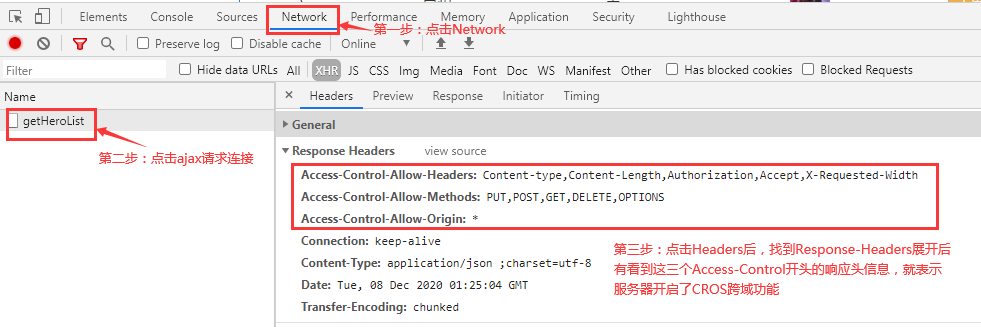 Elements Console Sources Network Performance Memory Application Security Lighthouse
第一步：点击Network
Preserve log Disable cache Online
Filter Hide data URLs All XHR JS CSS Img Media Font Doc WS Manifest Other Has blocked cookies Blocked Requests
Name
× Headers Preview Response Initiator Timing
getHeroList
第二步：点击ajax请求连接
General
Response Headers view source
Access-Control-Allow-Headers: Content-type,Content-Length,Authorization,Accept,X-Requested-Width
Access-Control-Allow-Methods: PUT,POST,GET,DELETE,OPTIONS
Access-Control-Allow-Origin: *
Connection: keep-alive
Content-Type: application/json ;charset=utf-8
Date: Tue, 08 Dec 2020 01:25:04 GMT
Transfer-Encoding: chunked
第三步：点击Headers后，找到Response-Headers展开后
有看到这三个Access-Control开头的响应头信息，就表示
服务器开启了CROS跨域功能